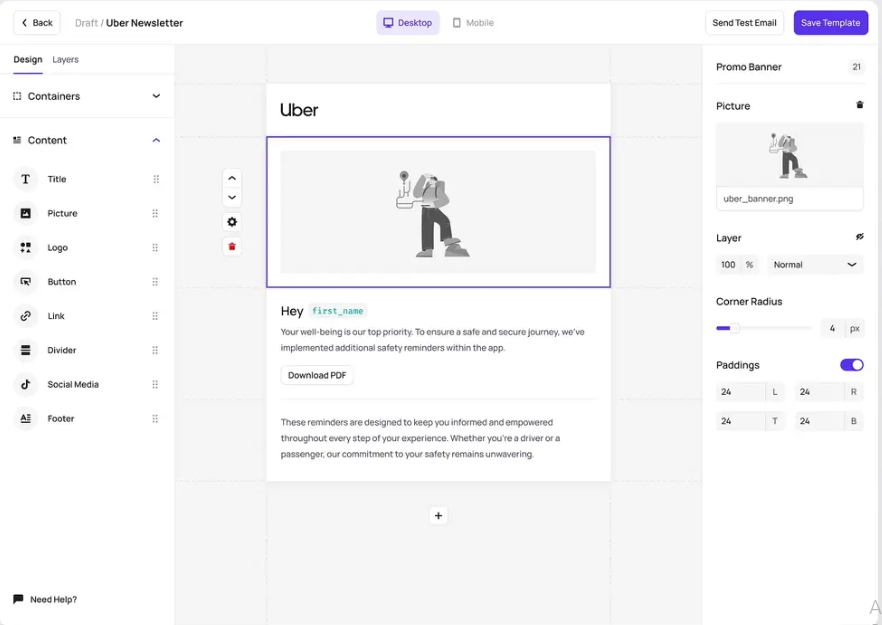 Back
Draft / Uber Newsletter
Desktop
Mobile
Send Test Email
Save Template
Design
Layers
Containers
Content
Title
Picture
Logo
Button
Link
Divider
Social Media
Footer
Need Help?
Uber
Hey first_name
Your well-being is our top priority. To ensure a safe and secure journey, we've
implemented additional safety reminders within the app.
Download PDF
These reminders are designed to keep you informed and empowered
throughout every step of your experience. Whether you're a driver or a
passenger, our commitment to your safety remains unwavering.
Promo Banner 21
Picture
uber_banner.png
Layer
100 % Normal
Corner Radius
4 px
Paddings
24 L 24 R
24 T 24 B
A